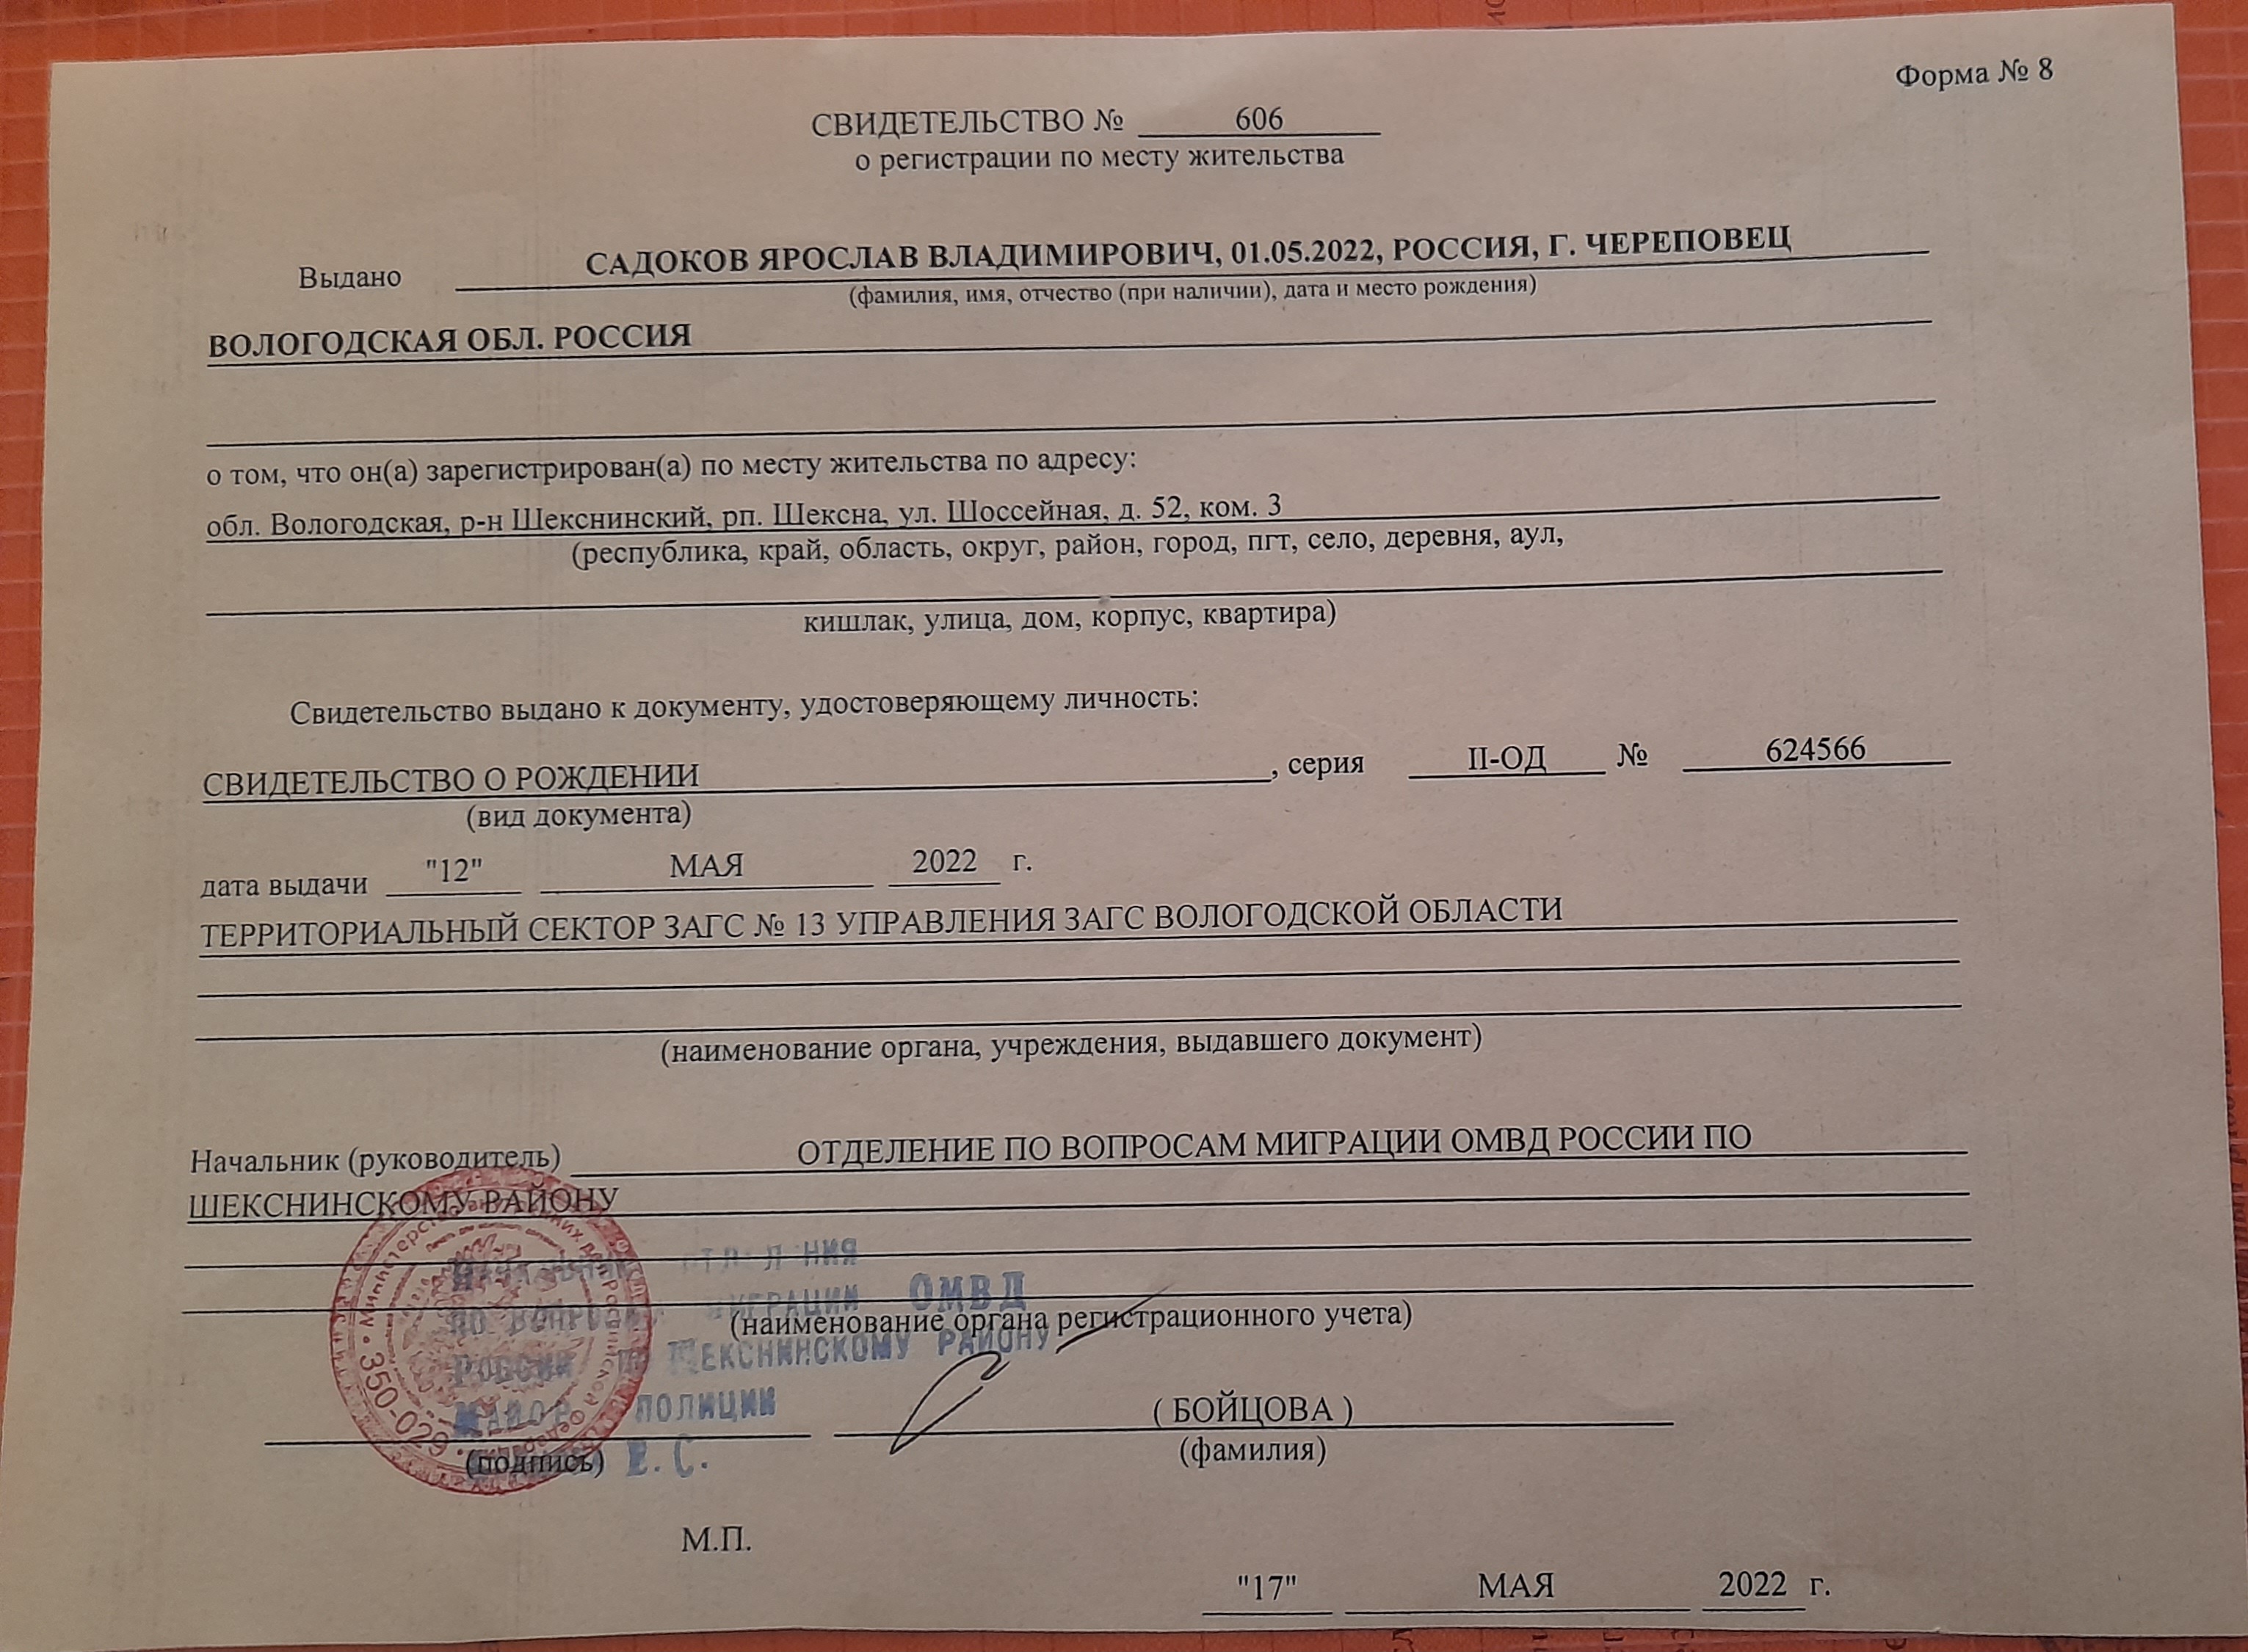 Форма № 8
СВИДЕТЕЛЬСТВО № 606
о регистрации по месту жительства
Выдано САДОКОВ ЯРОСЛАВ ВЛАДИМИРОВИЧ, 01.05.2022, РОССИЯ, Г. ЧЕРЕПОВЕЦ
(фамилия, имя, отчество (при наличии), дата и место рождения)
ВОЛОГОДСКАЯ ОБЛ. РОССИЯ
о том, что он(а) зарегистрирован(а) по месту жительства по адресу:
обл. Вологодская, р-н Шекснинский, рп. Шексна, ул. Шоссейная, д. 52, ком. 3
(республика, край, область, округ, район, город, пгт, село, деревня, аул,
кишлак, улица, дом, корпус, квартира)
Свидетельство выдано к документу, удостоверяющему личность:
СВИДЕТЕЛЬСТВО О РОЖДЕНИИ, серия II-ОД № 624566
(вид документа)
дата выдачи "12" МАЯ 2022 г.
ТЕРРИТОРИАЛЬНЫЙ СЕКТОР ЗАГС № 13 УПРАВЛЕНИЯ ЗАГС ВОЛОГОДСКОЙ ОБЛАСТИ
(наименование органа, учреждения, выдавшего документ)
Начальник (руководитель) ОТДЕЛЕНИЕ ПО ВОПРОСАМ МИГРАЦИИ ОМВД РОССИИ ПО
ШЕКСНИНСКОМУ РАЙОНУ
МИГРАЦИИ ОМВД
(наименование органа регистрационного учета)
РОССИИ ПО ШЕКСНИНСКОМУ РАЙОНУ
МАЙОР ПОЛИЦИИ
350-029
( БОЙЦОВА )
(подпись) Е.С. (фамилия)
М.П.
"17" МАЯ 2022 г.